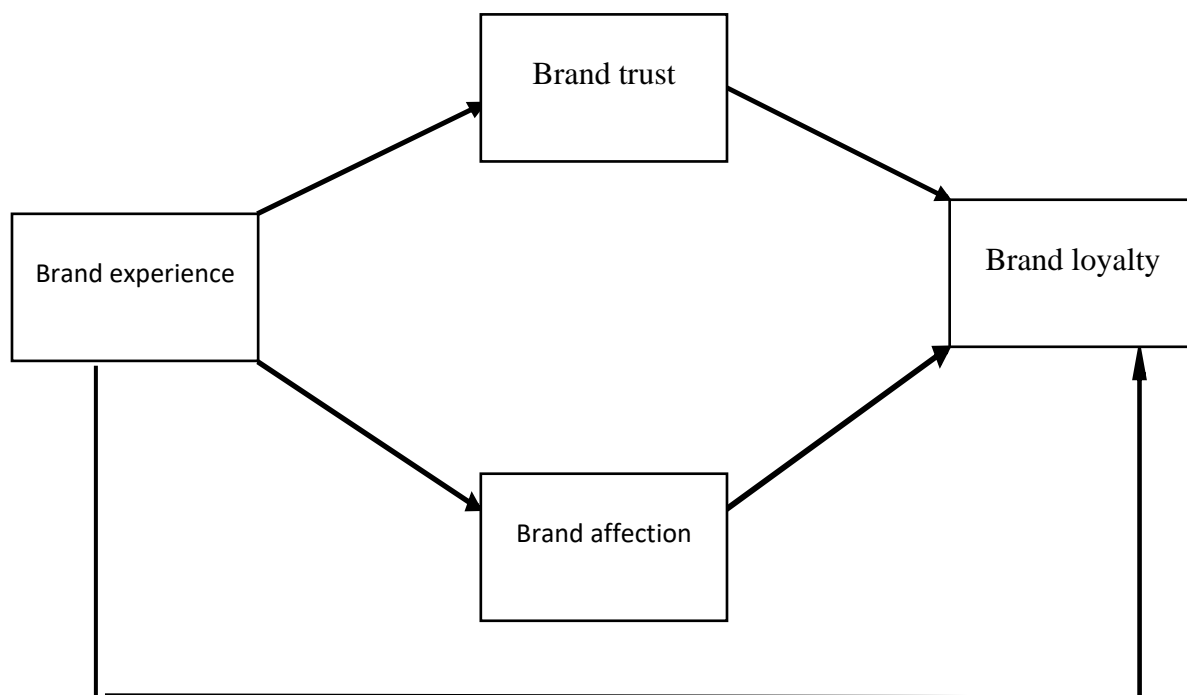 Brand trust
Brand experience
Brand loyalty
Brand affection